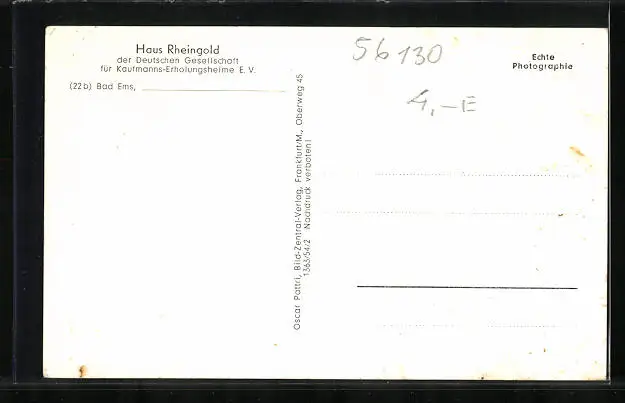 Haus Rheingold
der Deutschen Gesellschaft
für Kaufmanns-Erholungsheime E. V.
(22b) Bad Ems,
Oscar Pattri, Bild-Zentral-Verlag, Frankfurt/M., Oberweg 45
1363/54/2 Nachdruck verboten!
56130
4,-E
Echte
Photographie